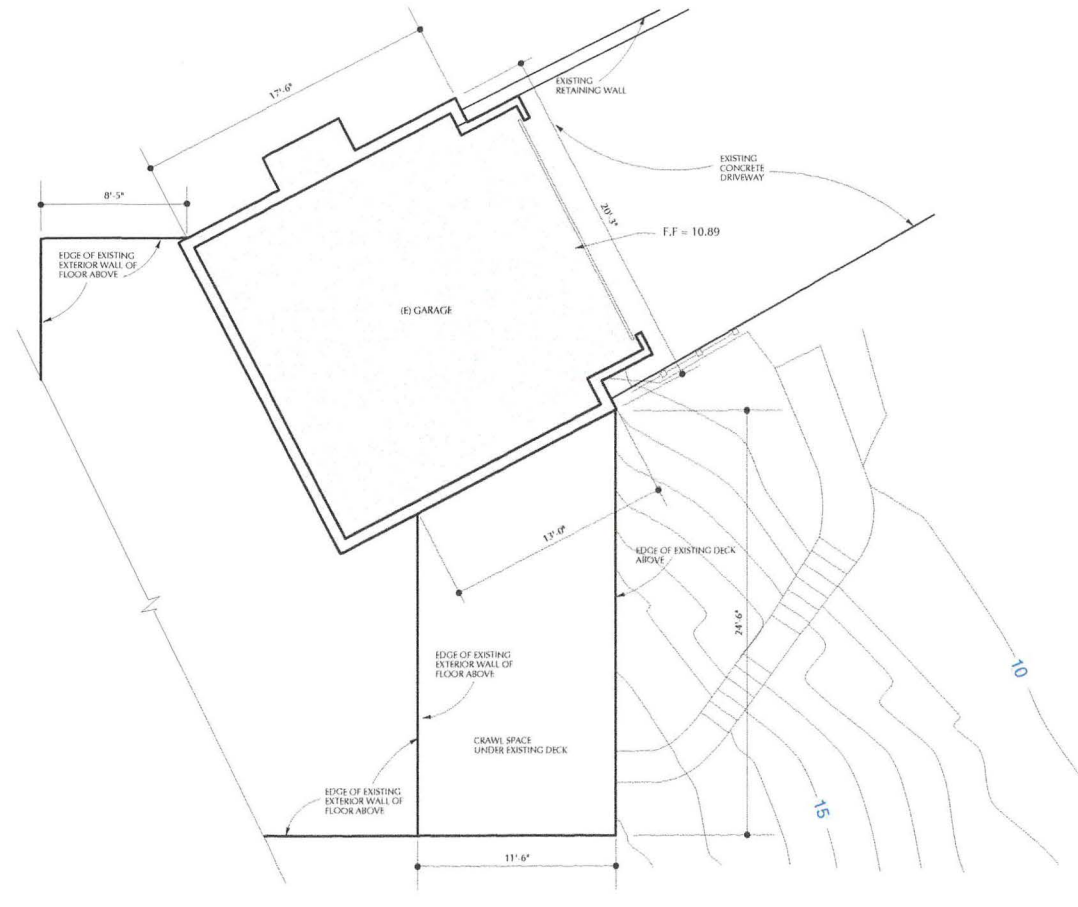 17'-6"
EXISTING
RETAINING WALL
EXISTING
CONCRETE
DRIVEWAY
8'-5"
20'-3"
F.F = 10.89
EDGE OF EXISTING
EXTERIOR WALL OF
FLOOR ABOVE
(E) GARAGE
13'-0"
EDGE OF EXISTING DECK
ABOVE
24'-6"
EDGE OF EXISTING
EXTERIOR WALL OF
FLOOR ABOVE
10
CRAWL SPACE
UNDER EXISTING DECK
EDGE OF EXISTING
EXTERIOR WALL OF
FLOOR ABOVE
15
11'-6"